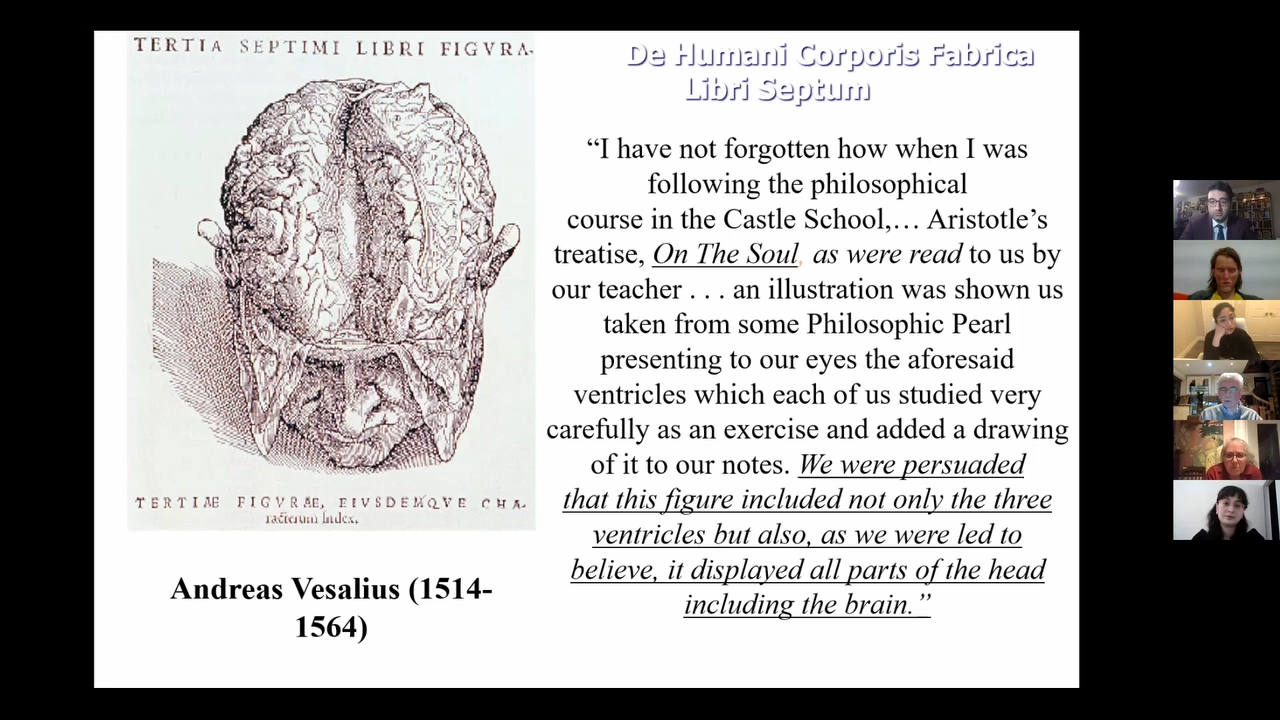 TERTIA SEPTIMI LIBRI FIGVRA-
TERTIAE FIGVRAE, EIVSDEMQVE CHA-
racterum Index.
Andreas Vesalius (1514-
1564)
De Humani Corporis Fabrica
Libri Septum
“I have not forgotten how when I was
following the philosophical
course in the Castle School,… Aristotle’s
treatise, On The Soul, as were read to us by
our teacher . . . an illustration was shown us
taken from some Philosophic Pearl
presenting to our eyes the aforesaid
ventricles which each of us studied very
carefully as an exercise and added a drawing
of it to our notes. We were persuaded
that this figure included not only the three
ventricles but also, as we were led to
believe, it displayed all parts of the head
including the brain.”